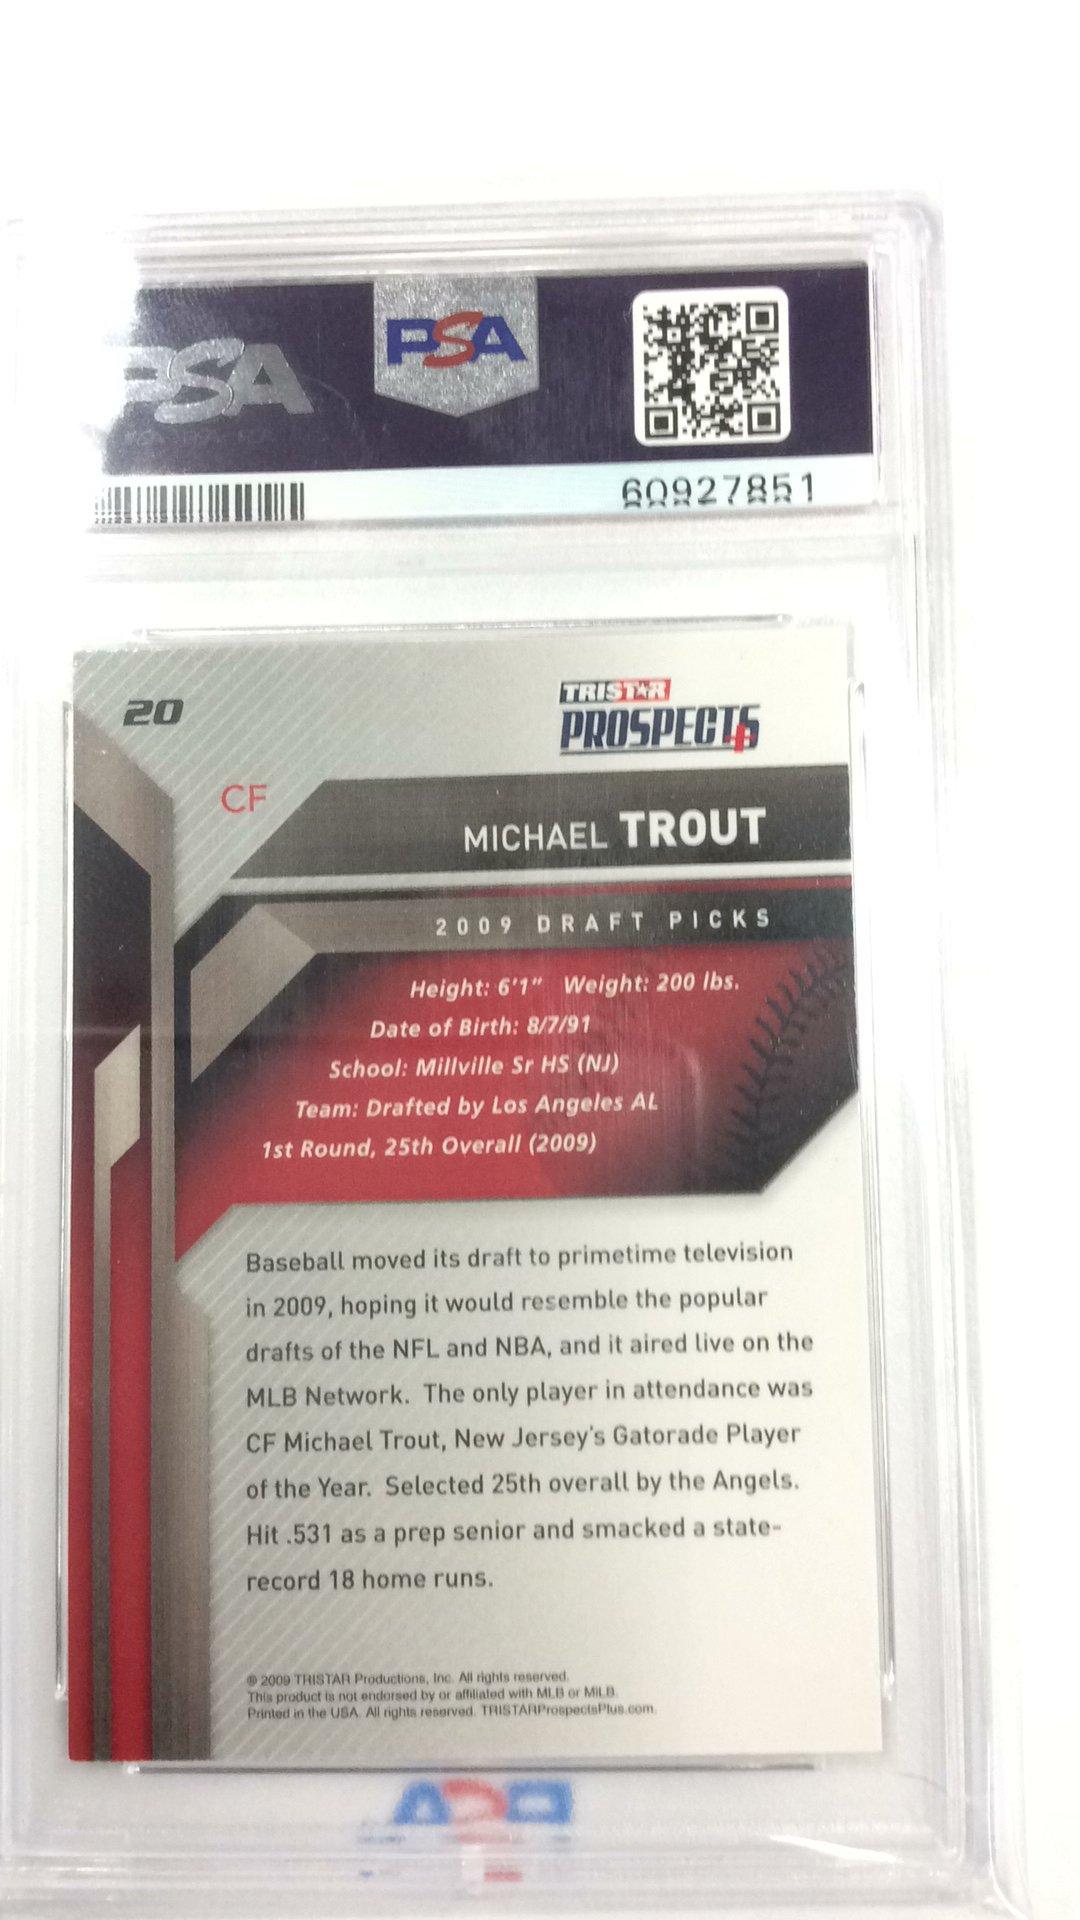 PSA
PSA
60927851
20
TRISTAR
PROSPECTS
CF
MICHAEL TROUT
2009 DRAFT PICKS
Height: 6'1" Weight: 200 lbs.
Date of Birth: 8/7/91
School: Millville Sr HS (NJ)
Team: Drafted by Los Angeles AL
1st Round, 25th Overall (2009)
Baseball moved its draft to primetime television
in 2009, hoping it would resemble the popular
drafts of the NFL and NBA, and it aired live on the
MLB Network. The only player in attendance was
CF Michael Trout, New Jersey's Gatorade Player
of the Year. Selected 25th overall by the Angels.
Hit .531 as a prep senior and smacked a state-
record 18 home runs.
© 2009 TRISTAR Productions, Inc. All rights reserved.
This product is not endorsed by or affiliated with MLB or MiLB.
Printed in the USA. All rights reserved. TRISTARProspectsPlus.com.